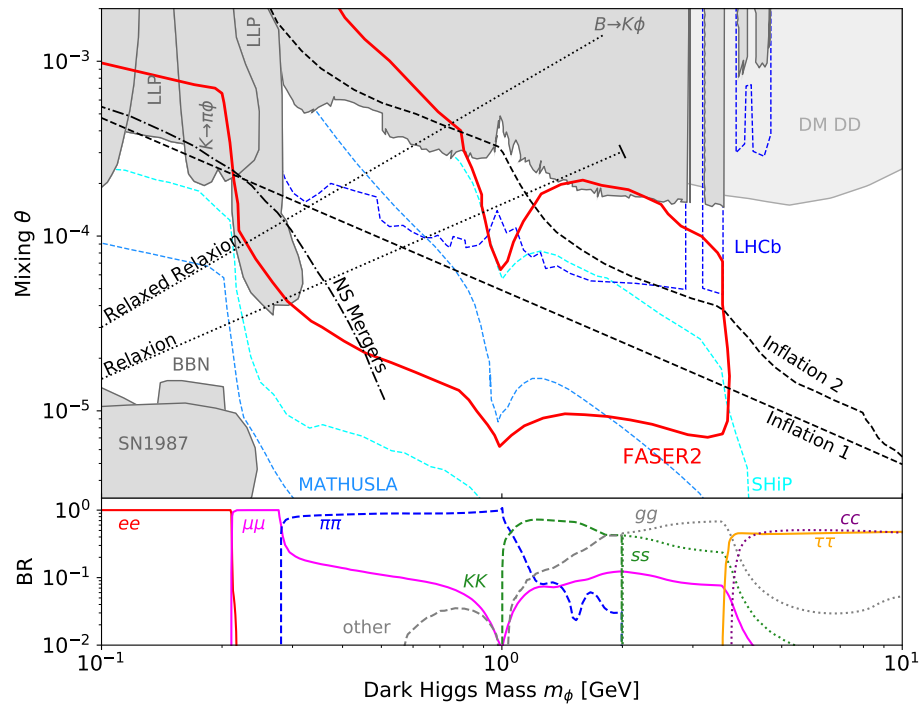 10⁻³
10⁻⁴
10⁻⁵
Mixing θ
LLP
K→πϕ
LLP
B→Kϕ
DM DD
LHCb
Relaxed Relaxion
Relaxion
NS Mergers
BBN
SN1987
MATHUSLA
FASER2
SHiP
Inflation 2
Inflation 1
10⁰
10⁻¹
10⁻²
BR
ee
μμ
ππ
KK
other
gg
ss
cc
ττ
10⁻¹
10⁰
10¹
Dark Higgs Mass m_ϕ [GeV]